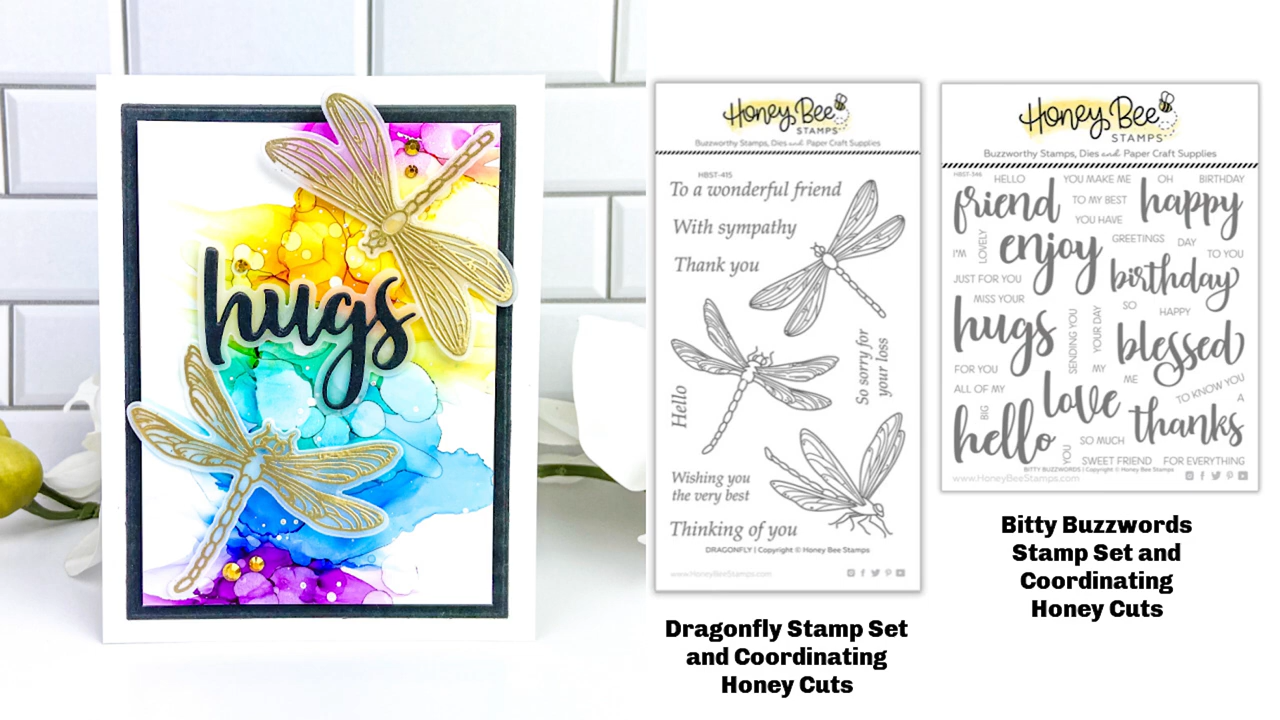 hugs
Honey Bee
STAMPS
Buzzworthy Stamps, Dies and Paper Craft Supplies
HBST-415
To a wonderful friend
With sympathy
Thank you
So sorry for
your loss
Hello
Wishing you
the very best
Thinking of you
DRAGONFLY | Copyright © Honey Bee Stamps
www.HoneyBeeStamps.com
Dragonfly Stamp Set
and Coordinating
Honey Cuts
Honey Bee
STAMPS
Buzzworthy Stamps, Dies and Paper Craft Supplies
HBST-346
HELLO
YOU MAKE ME
OH
BIRTHDAY
friend
TO MY BEST
happy
YOU HAVE
I'M
LOVELY
enjoy
GREETINGS
DAY
TO YOU
JUST FOR YOU
birthday
MISS YOUR
SO
HAPPY
hugs
SENDING YOU
YOUR DAY
blessed
FOR YOU
MY
ME
ALL OF MY
love
TO KNOW YOU
A
BIG
hello
thanks
YOU
SO MUCH
SWEET FRIEND
FOR EVERYTHING
BITTY BUZZWORDS | Copyright © Honey Bee Stamps
www.HoneyBeeStamps.com
Bitty Buzzwords
Stamp Set and
Coordinating
Honey Cuts